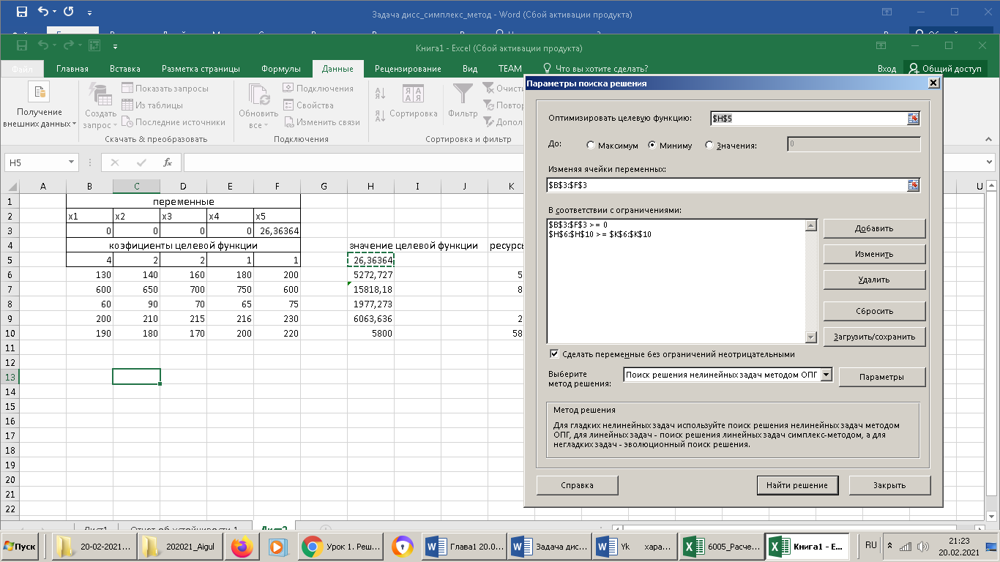 Задача дисс_симплекс_метод - Word (Сбой активации продукта)
Книга1 - Excel (Сбой активации продукта)
Файл Главная Вставка Разметка страницы Формулы Данные Рецензирование Вид TEAM Что вы хотите сделать? Вход Общий доступ
Получение внешних данных
Создать запрос
Показать запросы
Из таблицы
Последние источники
Скачать & преобразовать
Обновить все
Подключения
Свойства
Изменить связи
Подключения
Сортировка
Фильтр
Сортировка и фильтр
H5 fx
A B C D E F G H I J K U
1 переменные
2 x1 x2 x3 x4 x5
3 0 0 0 0 26,36364
4 коэфициенты целевой функции значение целевой функции ресурсы
5 4 2 2 1 1 26,36364
6 130 140 160 180 200 5272,727 5
7 600 650 700 750 600 15818,18 8
8 60 90 70 65 75 1977,273
9 200 210 215 216 230 6063,636 2
10 190 180 170 200 220 5800 58
11
12
13
14
15
16
17
18
19
20
21
22
Лист1 Отчет об устойчивости 1 Лист2
Параметры поиска решения
Оптимизировать целевую функцию: $H$5
До: Максимум Миниму Значения: 0
Изменяя ячейки переменных:
$B$3:$F$3
В соответствии с ограничениями:
$B$3:$F$3 >= 0
$H$6:$H$10 >= $K$6:$K$10
Добавить
Изменить
Удалить
Сбросить
Загрузить/сохранить
Сделать переменные без ограничений неотрицательными
Выберите
метод решения:
Поиск решения нелинейных задач методом ОПГ
Параметры
Метод решения
Для гладких нелинейных задач используйте поиск решения нелинейных задач методом
ОПГ, для линейных задач - поиск решения линейных задач симплекс-методом, а для
негладких задач - эволюционный поиск решения.
Справка Найти решение Закрыть
Пуск 20-02-2021... 202021_Aigul Урок 1. Реш... Глава1 20.0... Задача дис... Yk хара... 6005_Расче... Книга1 - E... RU 21:23
20.02.2021